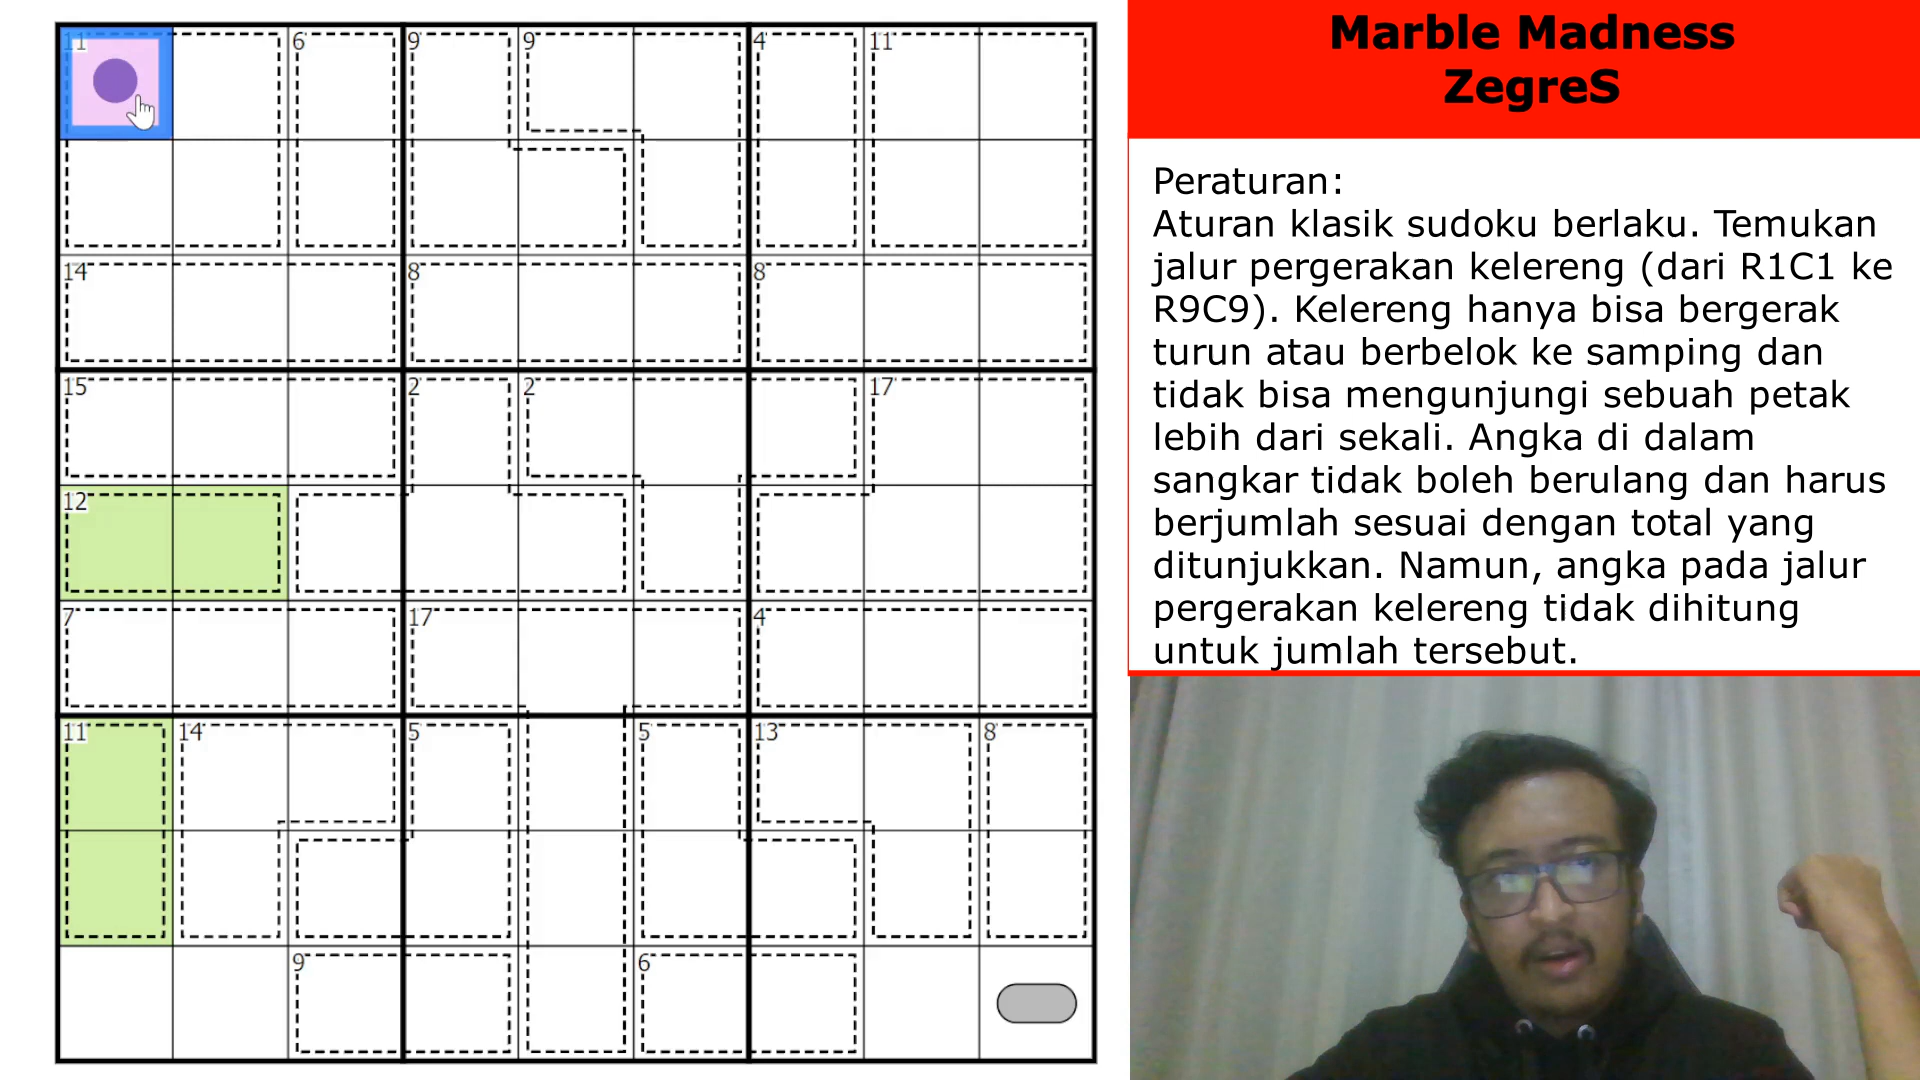 Marble Madness
ZegreS
Peraturan:
Aturan klasik sudoku berlaku. Temukan
jalur pergerakan kelereng (dari R1C1 ke
R9C9). Kelereng hanya bisa bergerak
turun atau berbelok ke samping dan
tidak bisa mengunjungi sebuah petak
lebih dari sekali. Angka di dalam
sangkar tidak boleh berulang dan harus
berjumlah sesuai dengan total yang
ditunjukkan. Namun, angka pada jalur
pergerakan kelereng tidak dihitung
untuk jumlah tersebut.
11 6 9 9 4 11
14 8 8
15 2 2 17
12
7 17 4
11 14 5 5 13 8
9 6